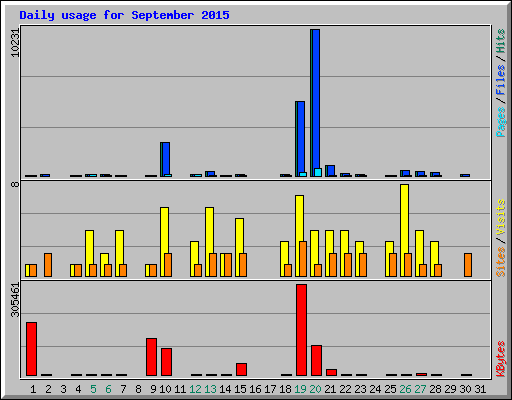 Daily usage for September 2015
10231
Pages / Files / Hits
8
Sites / Visits
305461
KBytes
1 2 3 4 5 6 7 8 9 10 11 12 13 14 15 16 17 18 19 20 21 22 23 24 25 26 27 28 29 30 31